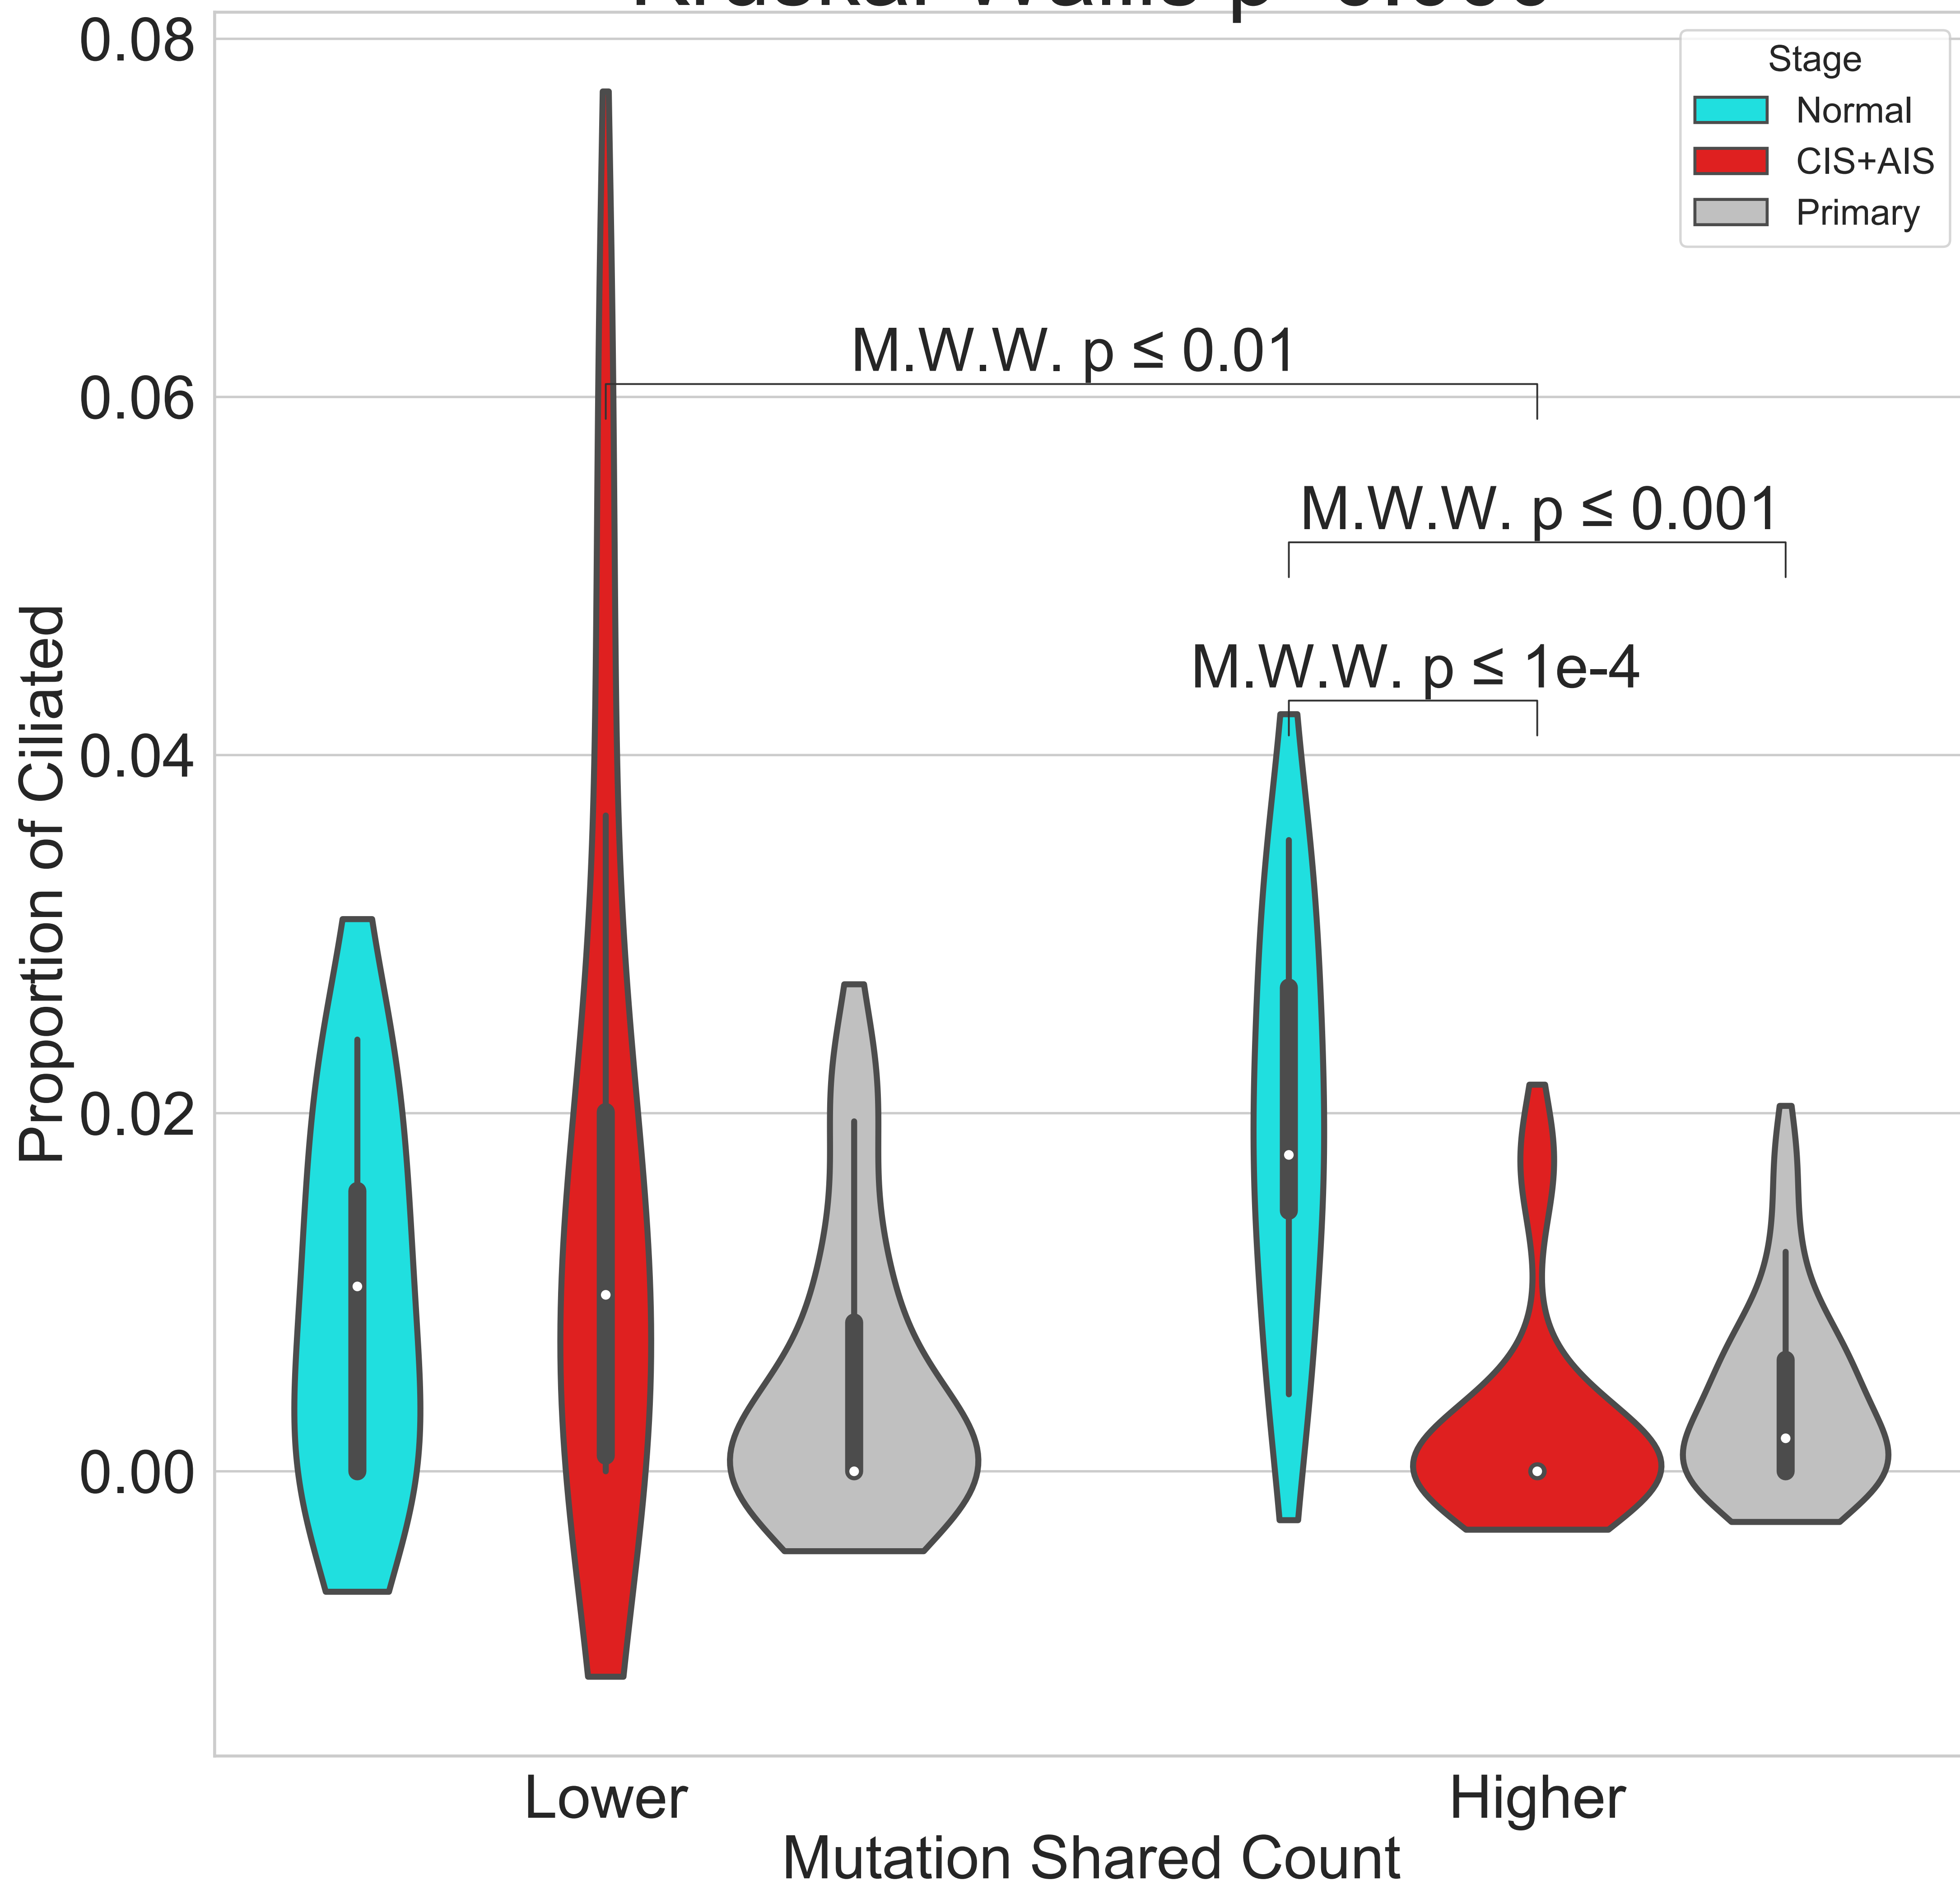 0.08
0.06
0.04
0.02
0.00
Proportion of Ciliated
Stage
Normal
CIS+AIS
Primary
M.W.W. p ≤ 0.01
M.W.W. p ≤ 0.001
M.W.W. p ≤ 1e-4
Lower
Higher
Mutation Shared Count